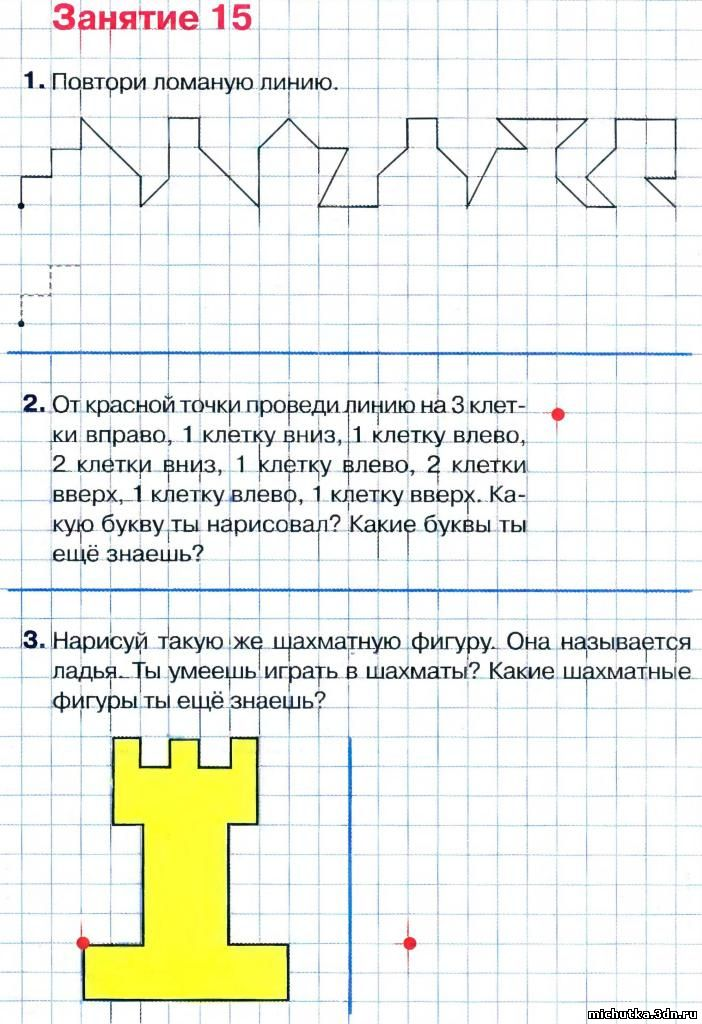 Занятие 15
1. Повтори ломаную линию.
2. От красной точки проведи линию на 3 клет-
ки вправо, 1 клетку вниз, 1 клетку влево,
2 клетки вниз, 1 клетку влево, 2 клетки
вверх, 1 клетку влево, 1 клетку вверх. Ка-
кую букву ты нарисовал? Какие буквы ты
ещё знаешь?
3. Нарисуй такую же шахматную фигуру. Она называется
ладья. Ты умеешь играть в шахматы? Какие шахматные
фигуры ты ещё знаешь?
michutka.3dn.ru